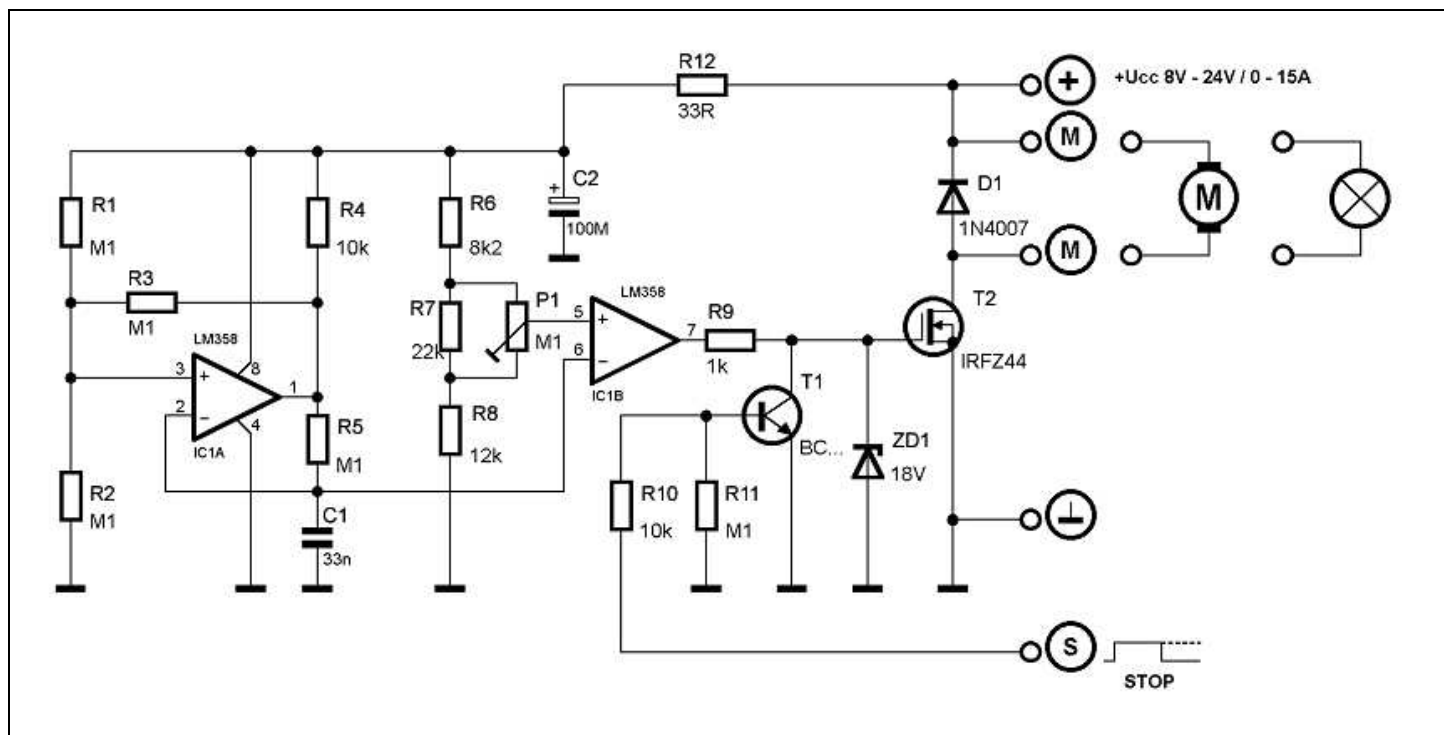 R12
33R
+
+Ucc 8V - 24V / 0 - 15A
M
R1
M1
R4
10k
R6
8k2
+
C2
100M
D1
1N4007
M
M
R3
M1
R7
22k
P1
M1
LM358
5
+
6
−
7
IC1B
R9
1k
T2
IRFZ44
LM358
3
+
8
2
−
1
4
IC1A
R5
M1
R8
12k
T1
BC...
ZD1
18V
R2
M1
C1
33n
R10
10k
R11
M1
S
STOP